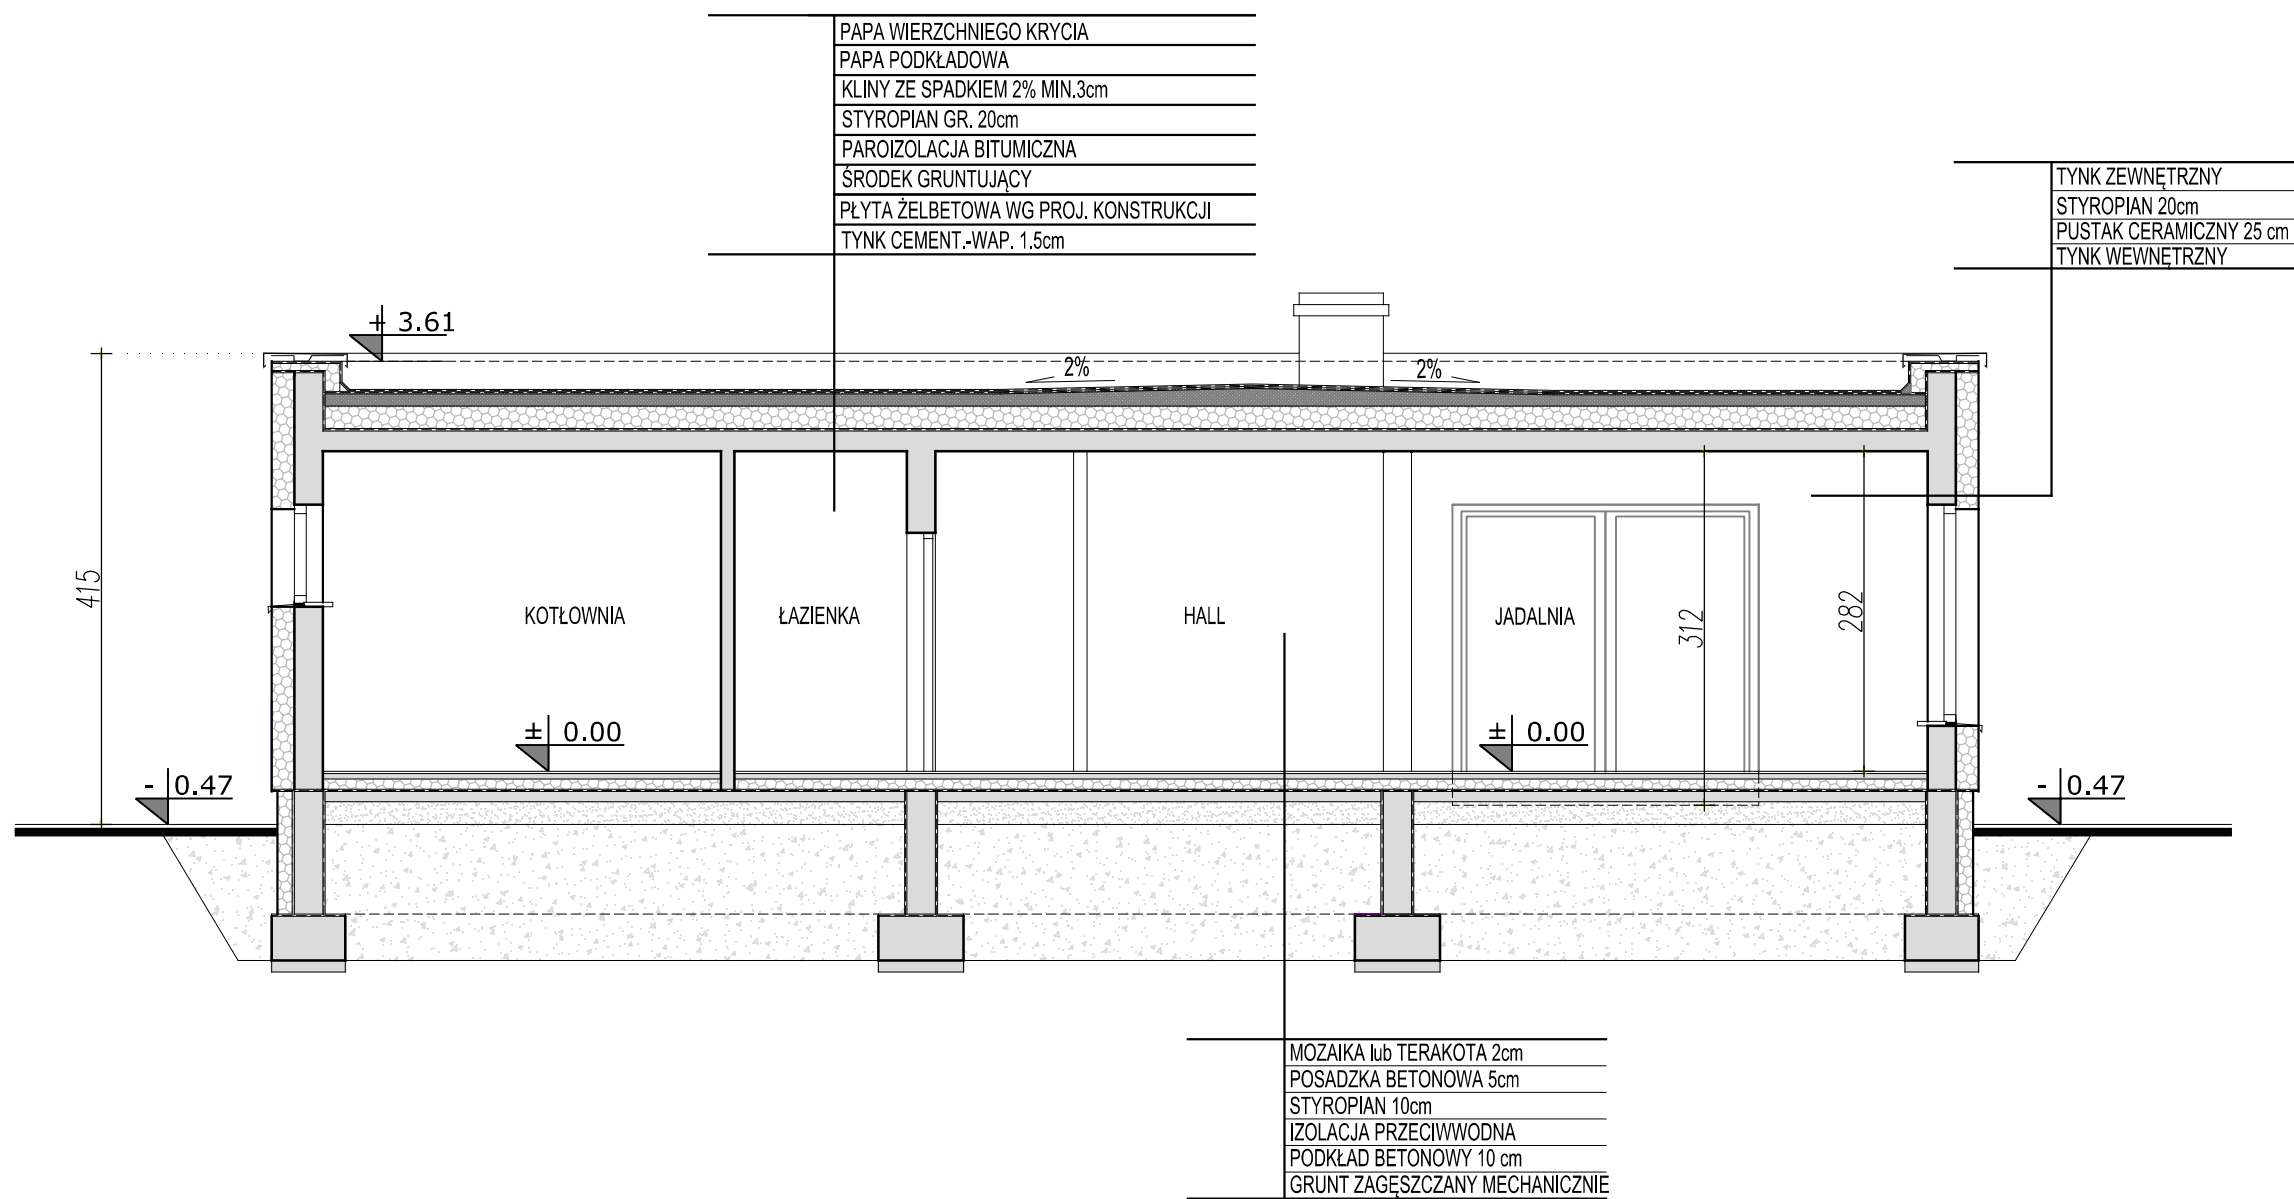 PAPA WIERZCHNIEGO KRYCIA
PAPA PODKŁADOWA
KLINY ZE SPADKIEM 2% MIN.3cm
STYROPIAN GR. 20cm
PAROIZOLACJA BITUMICZNA
ŚRODEK GRUNTUJĄCY
PŁYTA ŻELBETOWA WG PROJ. KONSTRUKCJI
TYNK CEMENT.-WAP. 1.5cm
TYNK ZEWNĘTRZNY
STYROPIAN 20cm
PUSTAK CERAMICZNY 25 cm
TYNK WEWNĘTRZNY
+ 3.61
2%
2%
415
KOTŁOWNIA
ŁAZIENKA
HALL
JADALNIA
312
282
± 0.00
± 0.00
- 0.47
- 0.47
MOZAIKA lub TERAKOTA 2cm
POSADZKA BETONOWA 5cm
STYROPIAN 10cm
IZOLACJA PRZECIWWODNA
PODKŁAD BETONOWY 10 cm
GRUNT ZAGĘSZCZANY MECHANICZNIE